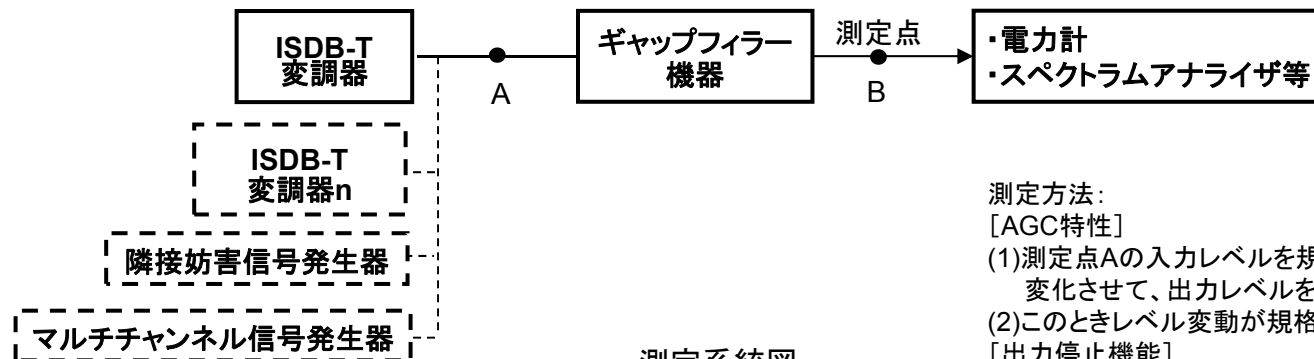 ISDB-T
変調器
A
ギャップフィラー
機器
測定点
B
・電力計
・スペクトラムアナライザ等
ISDB-T
変調器n
隣接妨害信号発生器
マルチチャンネル信号発生器
測定系統図
測定方法:
[AGC特性]
(1)測定点Aの入力レベルを規
変化させて、出力レベルを
(2)このときレベル変動が規格
[出力停止機能]